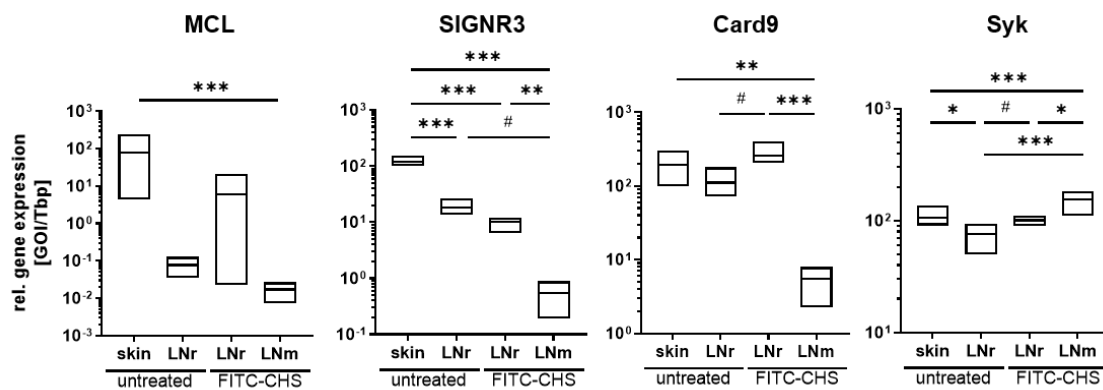 MCL
SIGNR3
Card9
Syk
rel. gene expression
[GOI/Tbp]
***
10³
10²
10¹
10⁰
10⁻¹
10⁻²
10⁻³
skin LNr LNr LNm
untreated FITC-CHS
***
*** **
*** #
10³
10²
10¹
10⁰
10⁻¹
skin LNr LNr LNm
untreated FITC-CHS
**
# ***
10³
10²
10¹
10⁰
skin LNr LNr LNm
untreated FITC-CHS
***
* # *
***
10³
10²
10¹
skin LNr LNr LNm
untreated FITC-CHS